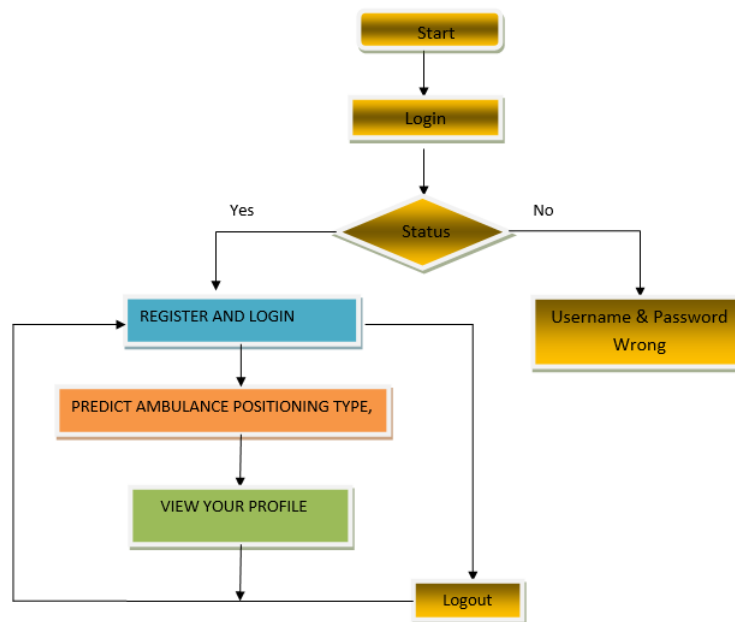 Start
Login
Status
Yes
No
REGISTER AND LOGIN
Username & Password
Wrong
PREDICT AMBULANCE POSITIONING TYPE,
VIEW YOUR PROFILE
Logout